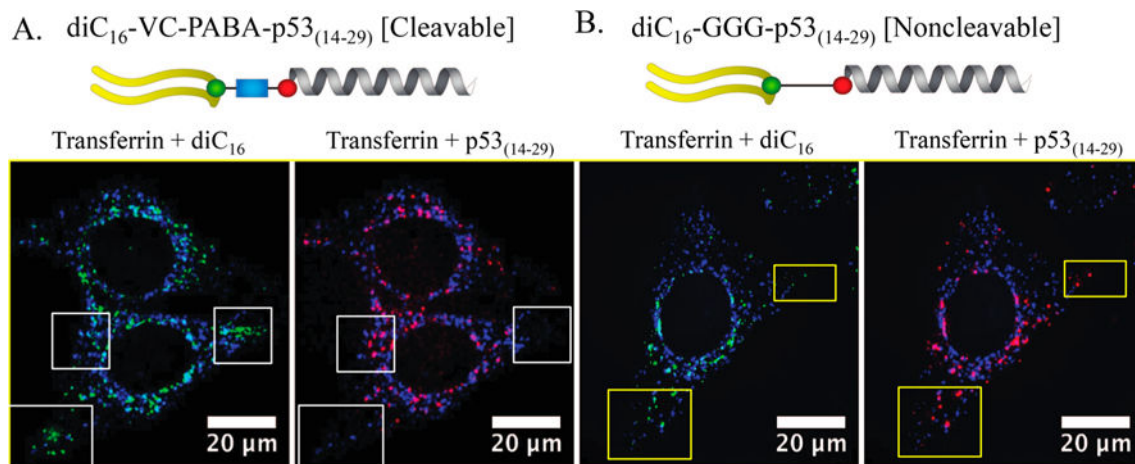 A. diC₁₆-VC-PABA-p53₍₁₄₋₂₉₎ [Cleavable]
B. diC₁₆-GGG-p53₍₁₄₋₂₉₎ [Noncleavable]
Transferrin + diC₁₆
Transferrin + p53₍₁₄₋₂₉₎
Transferrin + diC₁₆
Transferrin + p53₍₁₄₋₂₉₎
20 µm
20 µm
20 µm
20 µm